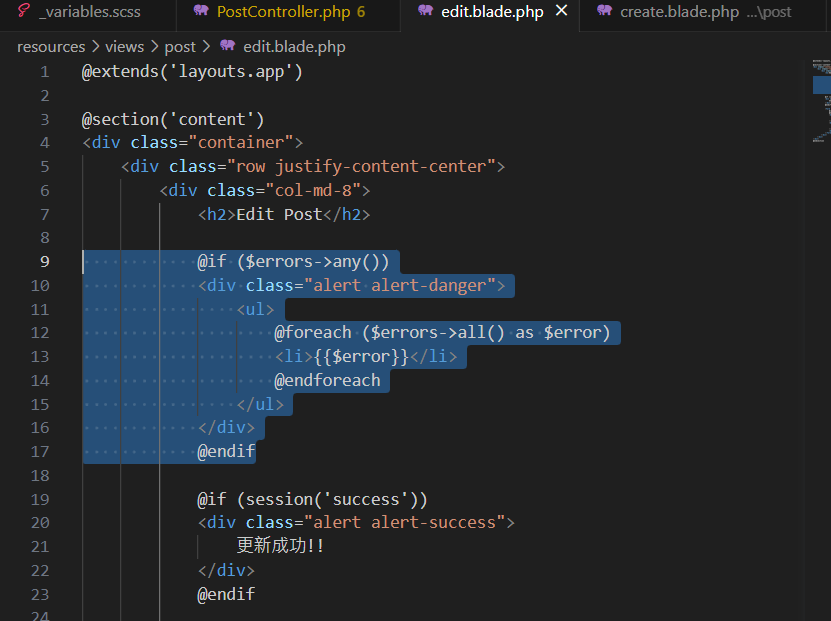 _variables.scss PostController.php 6 edit.blade.php × create.blade.php ...\post
resources > views > post > edit.blade.php
1 @extends('layouts.app')
2
3 @section('content')
4 <div class="container">
5 <div class="row justify-content-center">
6 <div class="col-md-8">
7 <h2>Edit Post</h2>
8
9 @if ($errors->any())
10 <div class="alert alert-danger">
11 <ul>
12 @foreach ($errors->all() as $error)
13 <li>{{$error}}</li>
14 @endforeach
15 </ul>
16 </div>
17 @endif
18
19 @if (session('success'))
20 <div class="alert alert-success">
21 更新成功!!
22 </div>
23 @endif
24